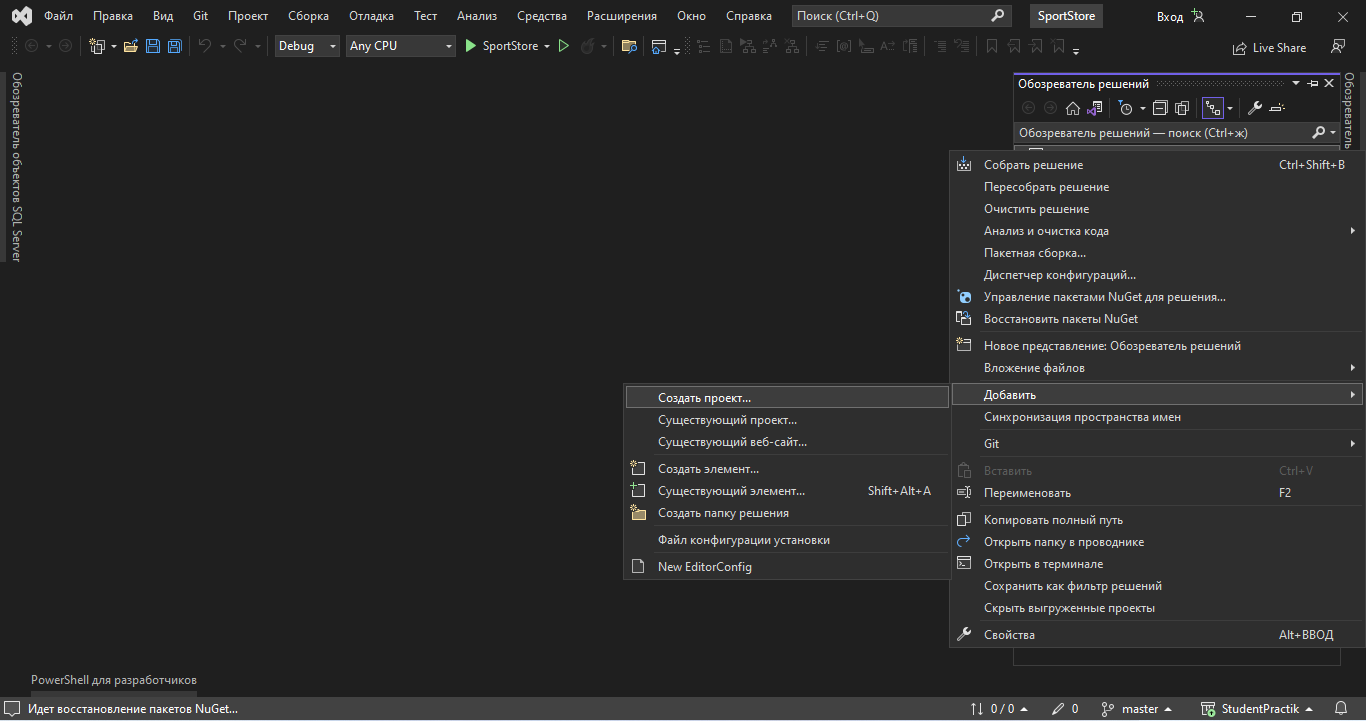 Файл Правка Вид Git Проект Сборка Отладка Тест Анализ Средства Расширения Окно Справка Поиск (Ctrl+Q) SportStore Вход
Debug Any CPU SportStore Live Share
Обозреватель объектов SQL Server
Обозреватель решений
Обозреватель решений — поиск (Ctrl+ж)
Обозреватель
Собрать решение Ctrl+Shift+B
Пересобрать решение
Очистить решение
Анализ и очистка кода
Пакетная сборка...
Диспетчер конфигураций...
Управление пакетами NuGet для решения...
Восстановить пакеты NuGet
Новое представление: Обозреватель решений
Вложение файлов
Добавить
Синхронизация пространства имен
Git
Вставить Ctrl+V
Переименовать F2
Копировать полный путь
Открыть папку в проводнике
Открыть в терминале
Сохранить как фильтр решений
Скрыть выгруженные проекты
Свойства Alt+ВВОД
Создать проект...
Существующий проект...
Существующий веб-сайт...
Создать элемент...
Существующий элемент... Shift+Alt+A
Создать папку решения
Файл конфигурации установки
New EditorConfig
PowerShell для разработчиков
Идет восстановление пакетов NuGet... 0 / 0 0 master StudentPractik